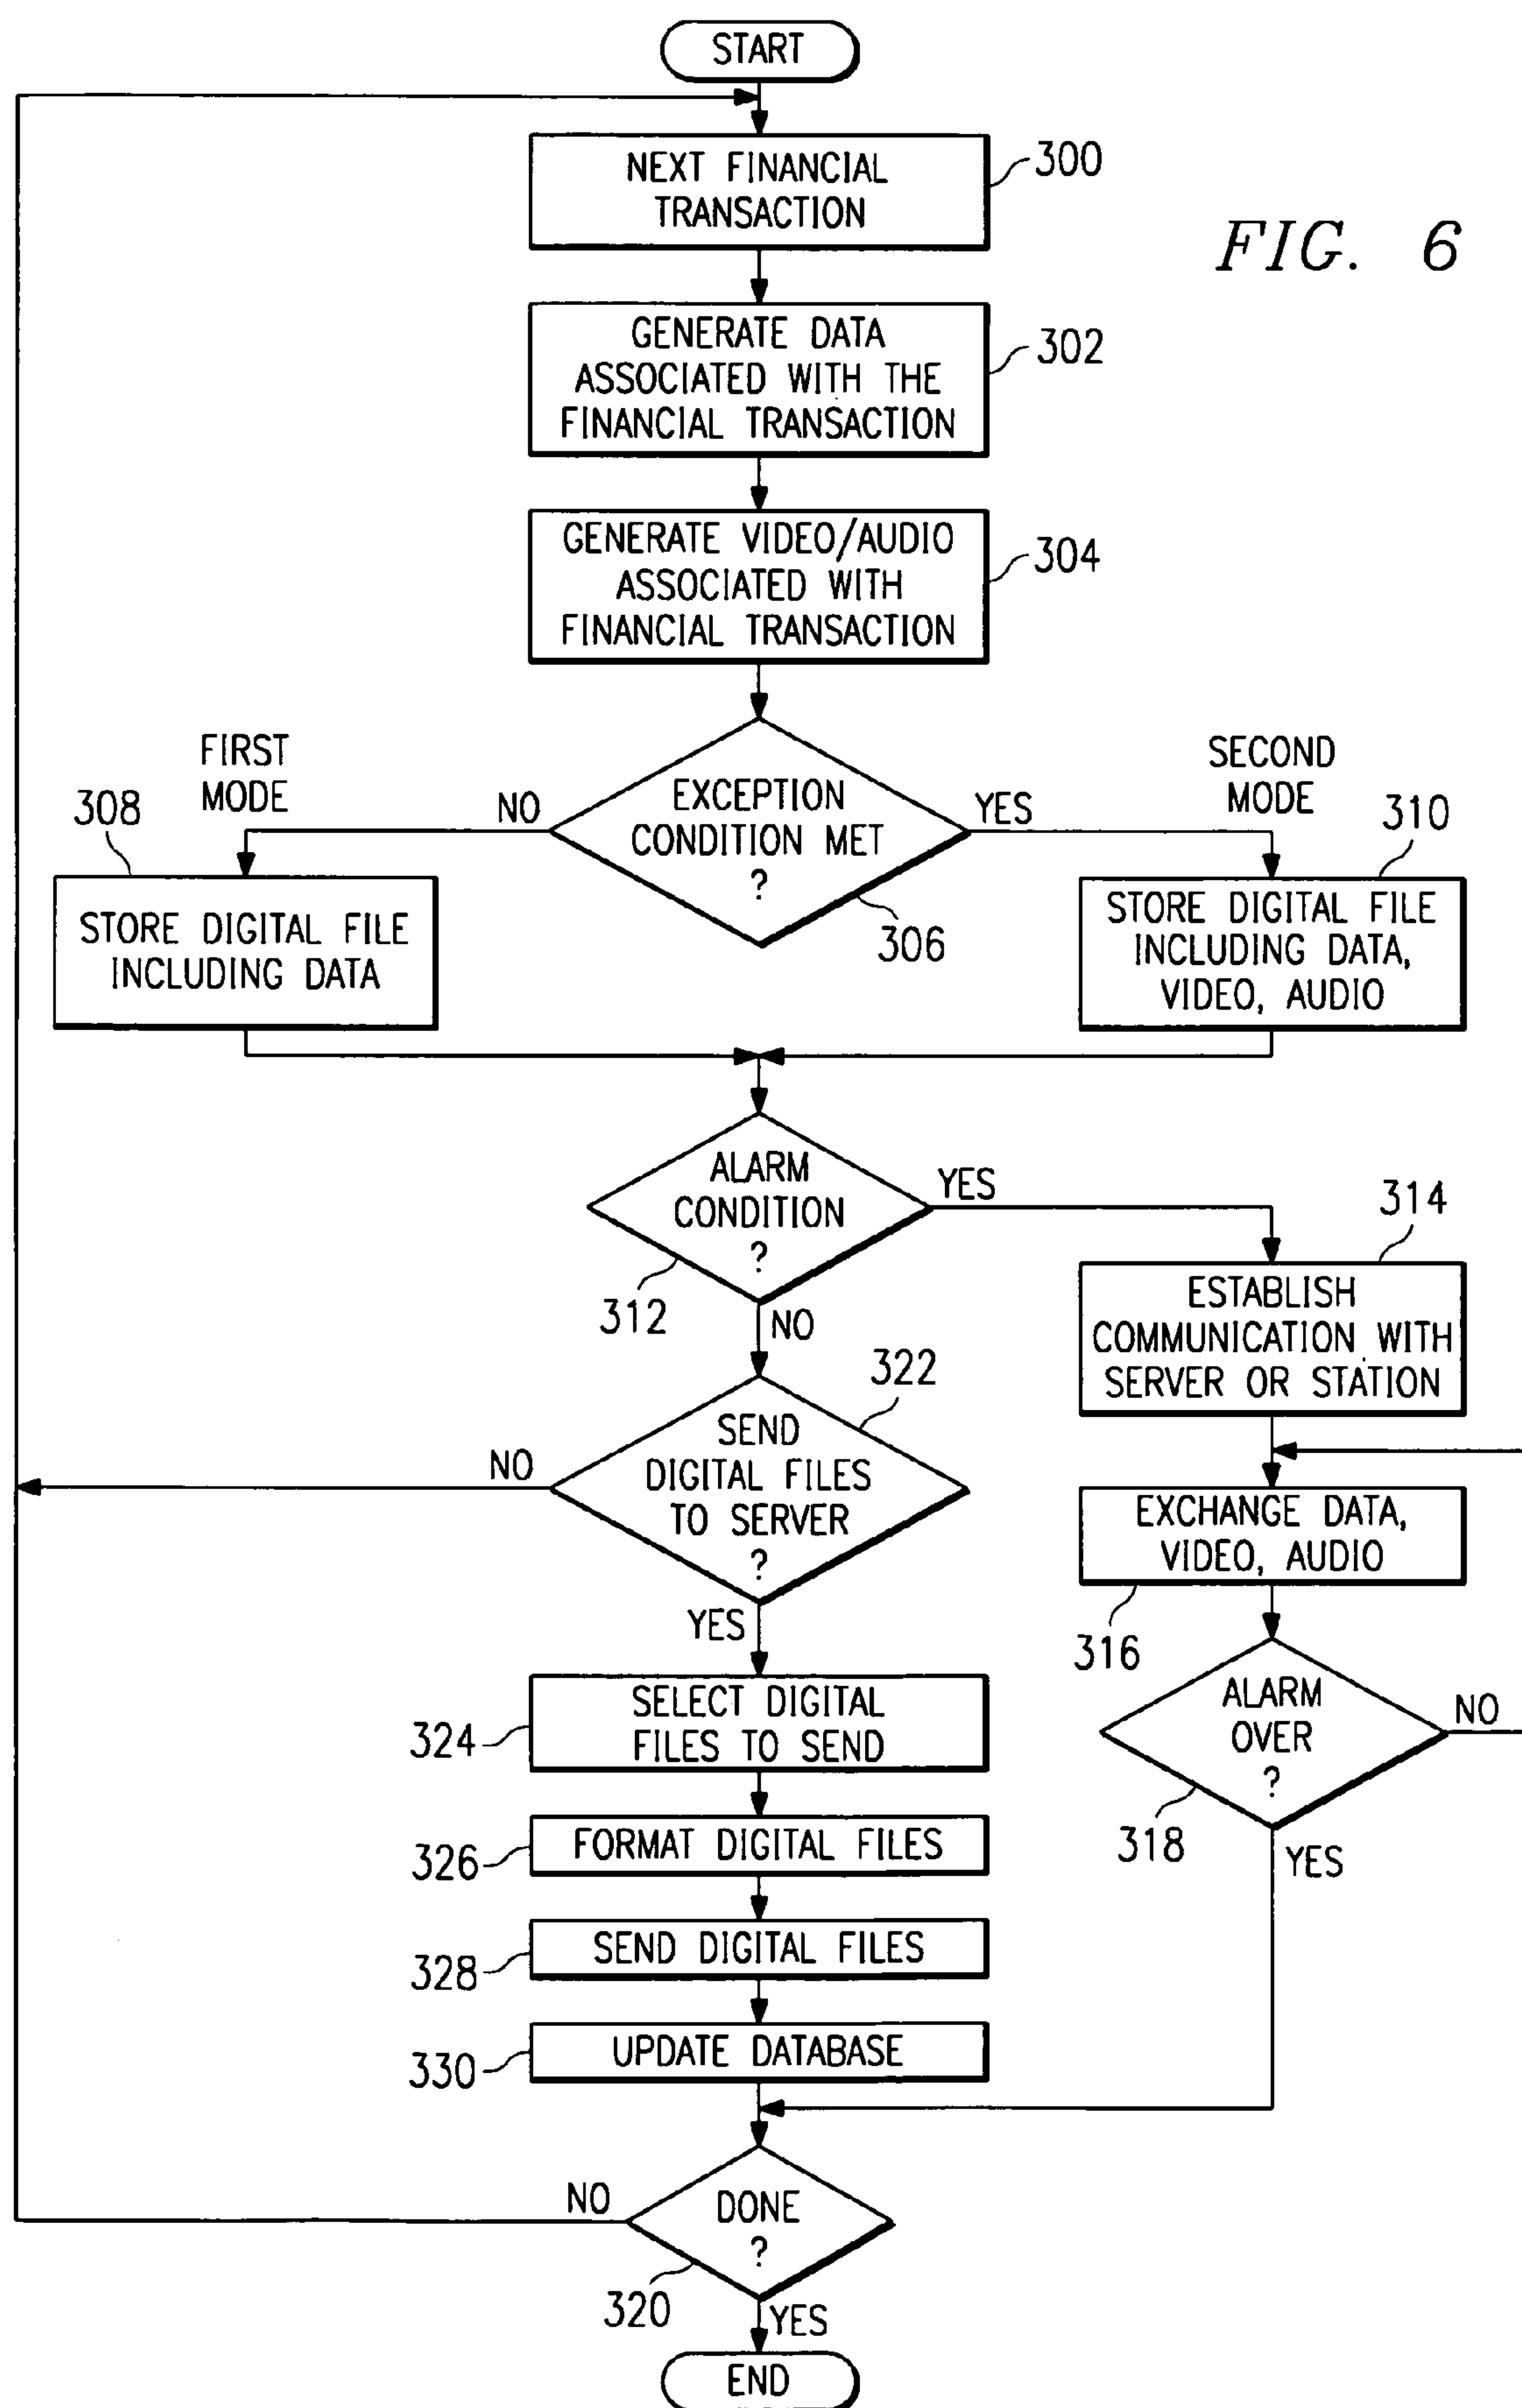 START
NEXT FINANCIAL
TRANSACTION
300
FIG. 6
GENERATE DATA
ASSOCIATED WITH THE
FINANCIAL TRANSACTION
302
GENERATE VIDEO/AUDIO
ASSOCIATED WITH
FINANCIAL TRANSACTION
304
FIRST
MODE
308
NO
EXCEPTION
CONDITION MET
?
306
YES
SECOND
MODE
310
STORE DIGITAL FILE
INCLUDING DATA
STORE DIGITAL FILE
INCLUDING DATA,
VIDEO, AUDIO
ALARM
CONDITION
?
312
YES
NO
314
ESTABLISH
COMMUNICATION WITH
SERVER OR STATION
322
SEND
DIGITAL FILES
TO SERVER
?
NO
YES
EXCHANGE DATA,
VIDEO, AUDIO
316
ALARM
OVER
?
NO
318
YES
324
SELECT DIGITAL
FILES TO SEND
326
FORMAT DIGITAL FILES
328
SEND DIGITAL FILES
330
UPDATE DATABASE
NO
DONE
?
320
YES
END